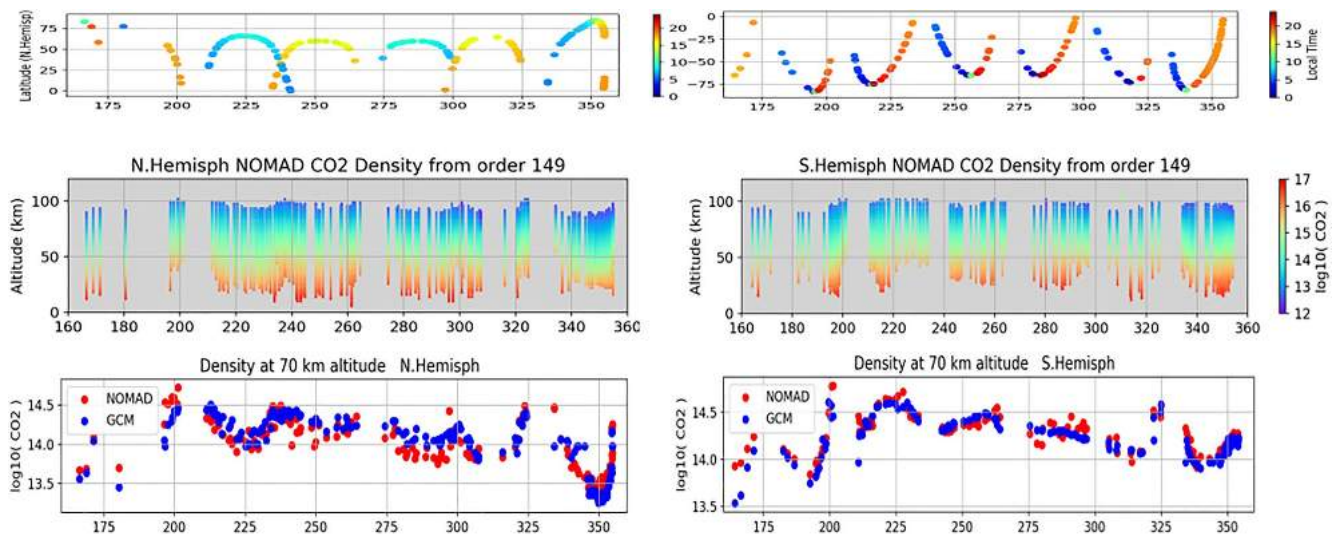 Latitude (N.Hemisp)
75
50
25
0
175 200 225 250 275 300 325 350
20
15
10
5
0
0
−25
−50
−75
175 200 225 250 275 300 325 350
20
15
10
5
0
Local Time
N.Hemisph NOMAD CO2 Density from order 149
Altitude (km)
100
50
0
160 180 200 220 240 260 280 300 320 340 360
S.Hemisph NOMAD CO2 Density from order 149
Altitude (km)
100
50
0
160 180 200 220 240 260 280 300 320 340 360
17
16
15
14
13
12
log10( CO2 )
Density at 70 km altitude N.Hemisph
log10( CO2 )
14.5
14.0
13.5
NOMAD
GCM
175 200 225 250 275 300 325 350
Density at 70 km altitude S.Hemisph
log10( CO2 )
14.5
14.0
13.5
NOMAD
GCM
175 200 225 250 275 300 325 350